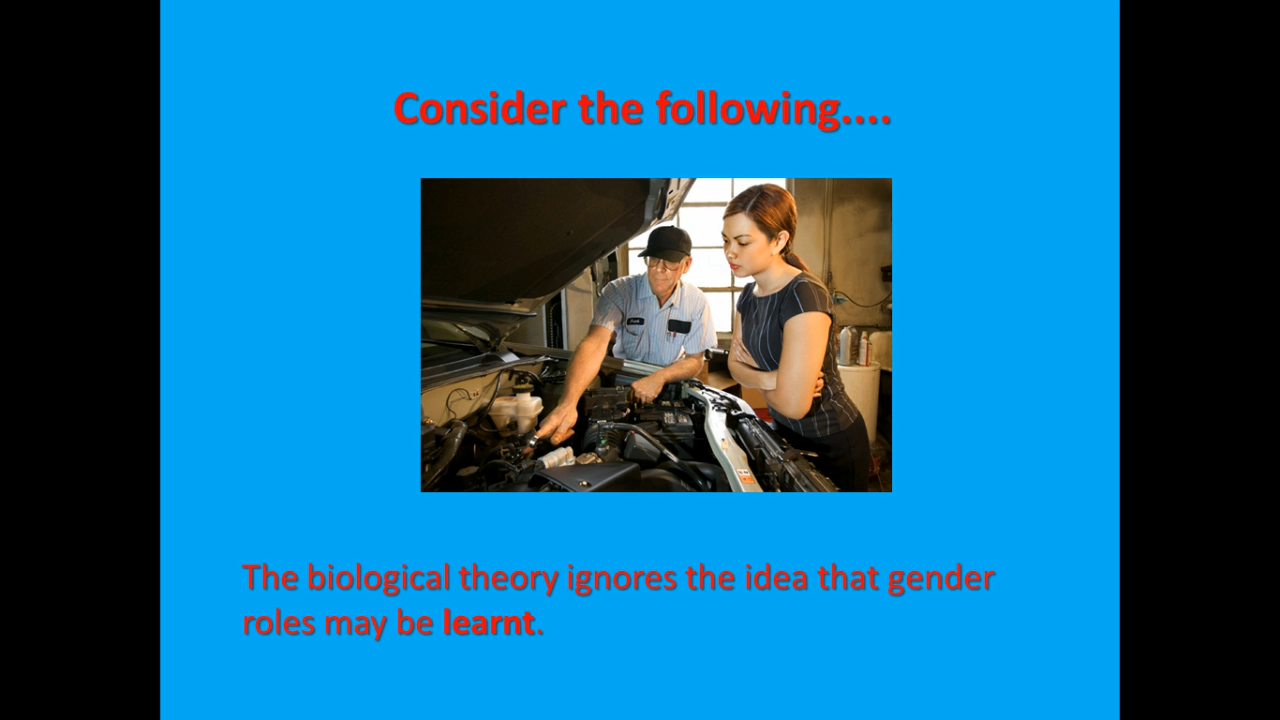 Consider the following....
The biological theory ignores the idea that gender
roles may be learnt.